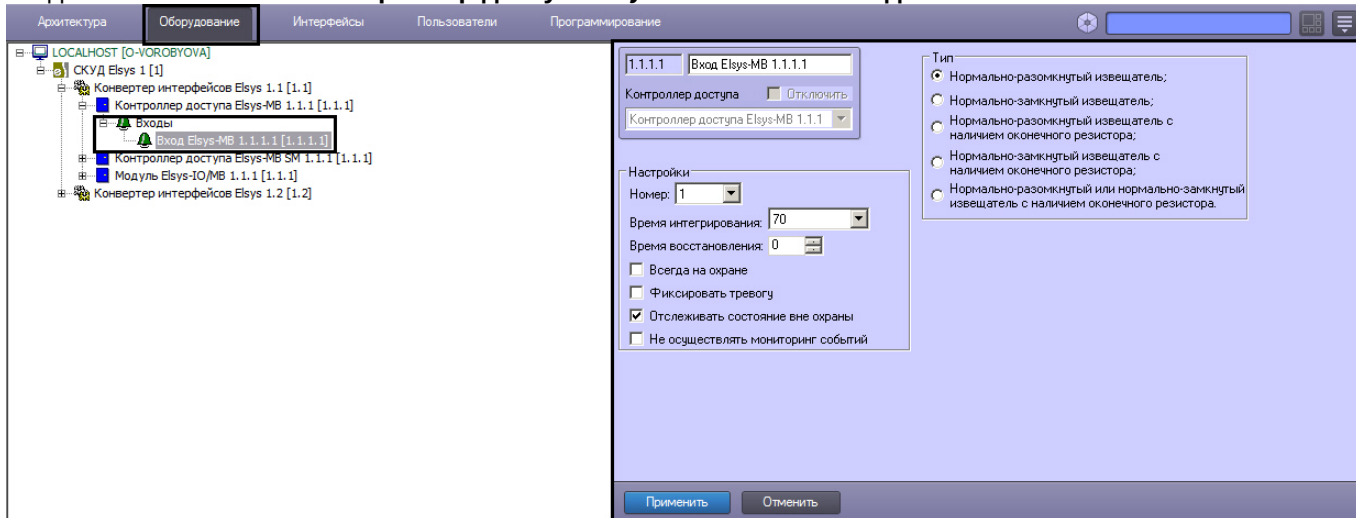 Архитектура
Оборудование
Интерфейсы
Пользователи
Программирование
LOCALHOST [O-VOROBYOVA]
СКУД Elsys 1 [1]
Конвертер интерфейсов Elsys 1.1 [1.1]
Контроллер доступа Elsys-MB 1.1.1 [1.1.1]
Входы
Вход Elsys-MB 1.1.1.1 [1.1.1.1]
Контроллер доступа Elsys-MB SM 1.1.1 [1.1.1]
Модуль Elsys-IO/MB 1.1.1 [1.1.1]
Конвертер интерфейсов Elsys 1.2 [1.2]
1.1.1.1
Вход Elsys-MB 1.1.1.1
Контроллер доступа
Отключить
Контроллер доступа Elsys-MB 1.1.1
Настройки
Номер: 1
Время интегрирования: 70
Время восстановления: 0
Всегда на охране
Фиксировать тревогу
Отслеживать состояние вне охраны
Не осуществлять мониторинг событий
Тип
Нормально-разомкнутый извещатель;
Нормально-замкнутый извещатель;
Нормально-разомкнутый извещатель с
наличием оконечного резистора;
Нормально-замкнутый извещатель с
наличием оконечного резистора;
Нормально-разомкнутый или нормально-замкнутый
извещатель с наличием оконечного резистора.
Применить
Отменить